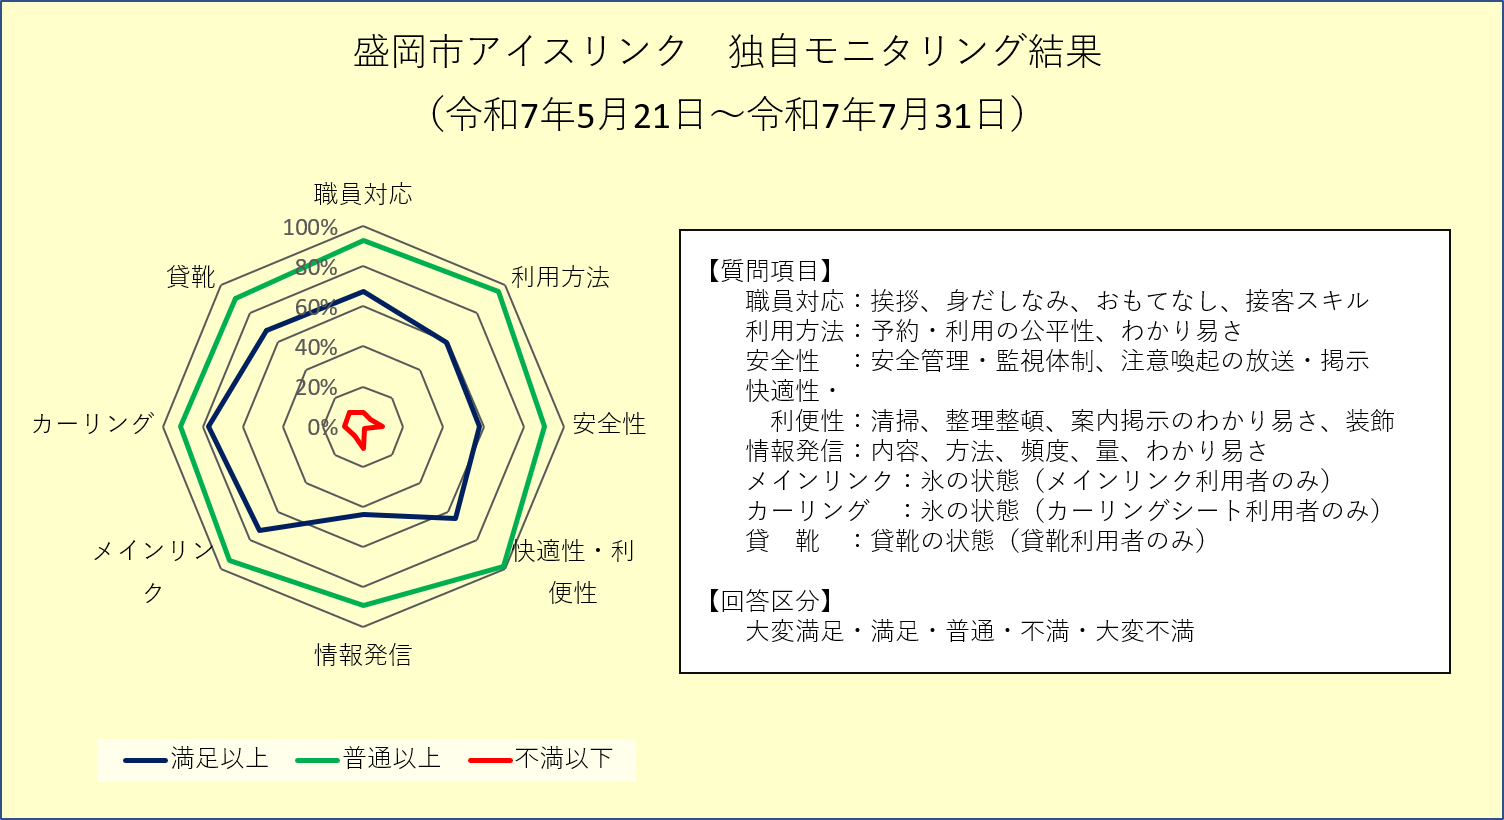 盛岡市アイスリンク　独自モニタリング結果
（令和7年5月21日～令和7年7月31日）
職員対応
100%
80%
60%
40%
20%
0%
利用方法
安全性
快適性・利
便性
情報発信
メインリン
ク
カーリング
貸靴
【質問項目】
職員対応：挨拶、身だしなみ、おもてなし、接客スキル
利用方法：予約・利用の公平性、わかり易さ
安全性　：安全管理・監視体制、注意喚起の放送・掲示
快適性・
利便性：清掃、整理整頓、案内掲示のわかり易さ、装飾
情報発信：内容、方法、頻度、量、わかり易さ
メインリンク：氷の状態（メインリンク利用者のみ）
カーリング　：氷の状態（カーリングシート利用者のみ）
貸　靴　：貸靴の状態（貸靴利用者のみ）
【回答区分】
大変満足・満足・普通・不満・大変不満
満足以上
普通以上
不満以下